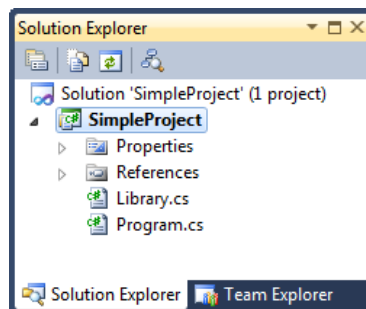 Solution Explorer
Solution 'SimpleProject' (1 project)
SimpleProject
Properties
References
Library.cs
Program.cs
Solution Explorer Team Explorer